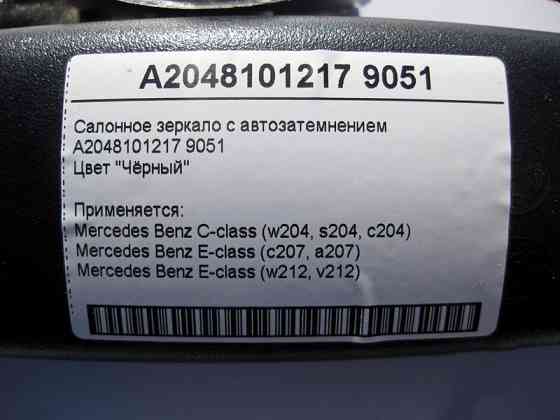 A2048101217 9051
Салонное зеркало с автозатемнением
A2048101217 9051
Цвет "Чёрный"
Применяется:
Mercedes Benz C-class (w204, s204, c204)
Mercedes Benz E-class (c207, a207)
Mercedes Benz E-class (w212, v212)